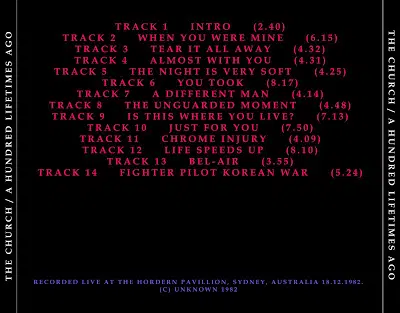 TRACK 1 INTRO (2.40)
TRACK 2 WHEN YOU WERE MINE (6.15)
TRACK 3 TEAR IT ALL AWAY (4.32)
TRACK 4 ALMOST WITH YOU (4.31)
TRACK 5 THE NIGHT IS VERY SOFT (4.25)
TRACK 6 YOU TOOK (8.17)
TRACK 7 A DIFFERENT MAN (4.14)
TRACK 8 THE UNGUARDED MOMENT (4.48)
TRACK 9 IS THIS WHERE YOU LIVE? (7.13)
TRACK 10 JUST FOR YOU (7.50)
TRACK 11 CHROME INJURY (4.09)
TRACK 12 LIFE SPEEDS UP (8.10)
TRACK 13 BEL-AIR (3.55)
TRACK 14 FIGHTER PILOT KOREAN WAR (5.24)
RECORDED LIVE AT THE HORDERN PAVILLION, SYDNEY, AUSTRALIA 18.12.1982.
(C) UNKNOWN 1982
THE CHURCH / A HUNDRED LIFETIMES AGO
THE CHURCH / A HUNDRED LIFETIMES AGO